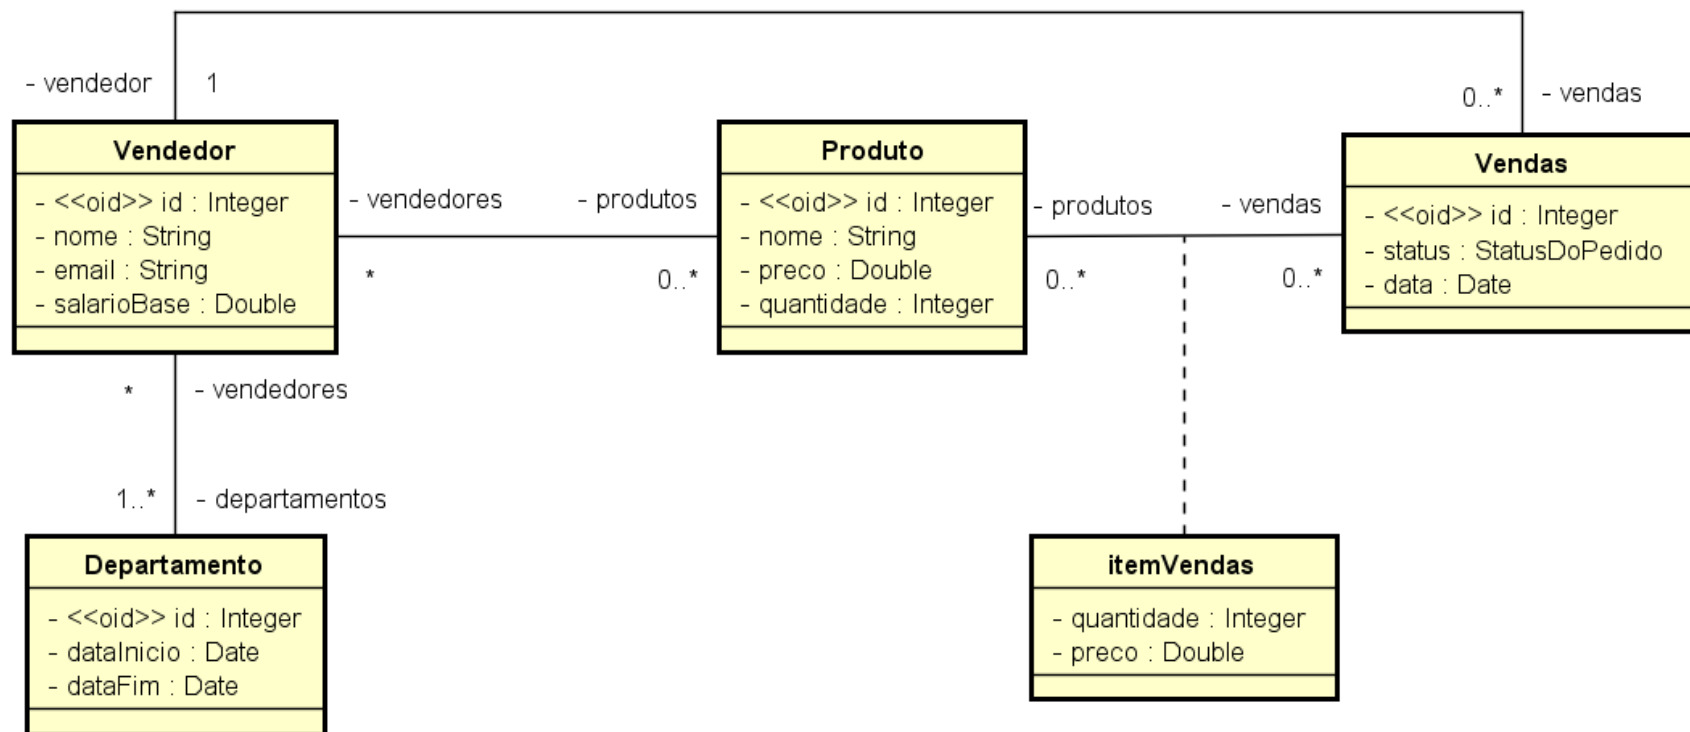 - vendedor 1
0..* - vendas
Vendedor
- <<oid>> id : Integer
- nome : String
- email : String
- salarioBase : Double
- vendedores
*
- produtos
0..*
Produto
- <<oid>> id : Integer
- nome : String
- preco : Double
- quantidade : Integer
- produtos
0..*
- vendas
0..*
Vendas
- <<oid>> id : Integer
- status : StatusDoPedido
- data : Date
* - vendedores
1..* - departamentos
Departamento
- <<oid>> id : Integer
- dataInicio : Date
- dataFim : Date
itemVendas
- quantidade : Integer
- preco : Double